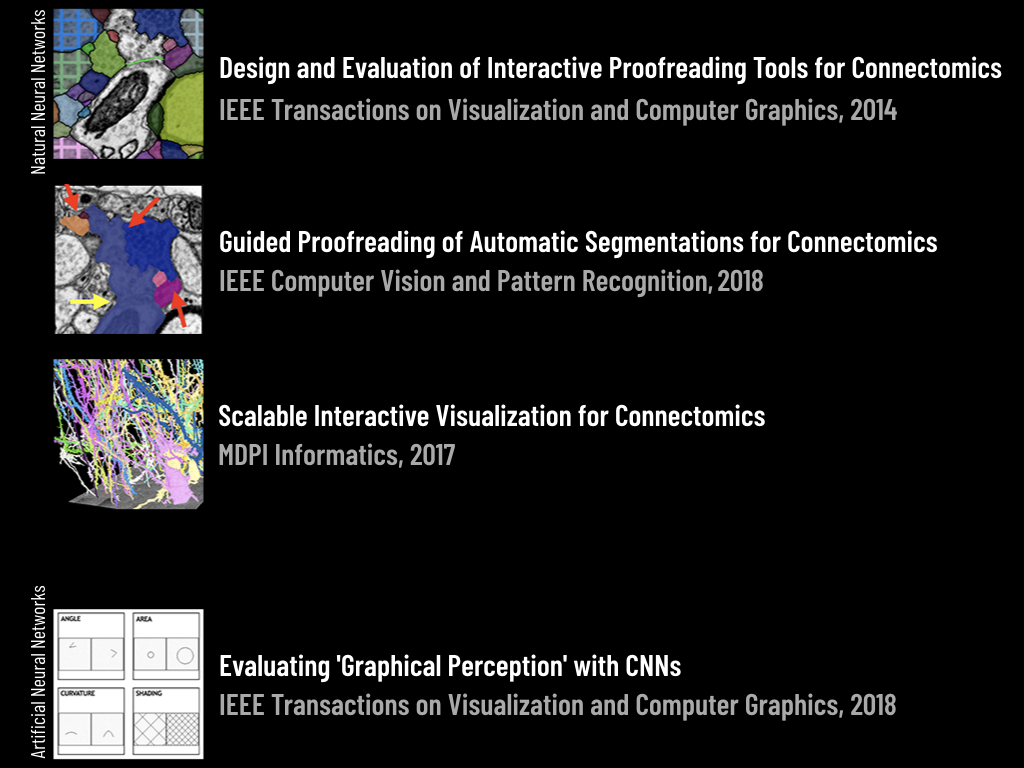 Natural Neural Networks
Design and Evaluation of Interactive Proofreading Tools for Connectomics
IEEE Transactions on Visualization and Computer Graphics, 2014
Guided Proofreading of Automatic Segmentations for Connectomics
IEEE Computer Vision and Pattern Recognition, 2018
Scalable Interactive Visualization for Connectomics
MDPI Informatics, 2017
Artificial Neural Networks
ANGLE
AREA
CURVATURE
SHADING
Evaluating 'Graphical Perception' with CNNs
IEEE Transactions on Visualization and Computer Graphics, 2018